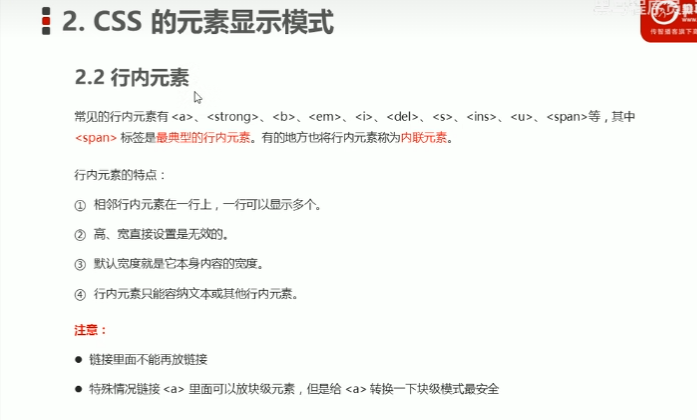 2. CSS 的元素显示模式
2.2 行内元素
常见的行内元素有 <a>、<strong>、<b>、<em>、<i>、<del>、<s>、<ins>、<u>、<span>等，其中
<span> 标签是最典型的行内元素。有的地方也将行内元素称为内联元素。
行内元素的特点：
① 相邻行内元素在一行上，一行可以显示多个。
② 高、宽直接设置是无效的。
③ 默认宽度就是它本身内容的宽度。
④ 行内元素只能容纳文本或其他行内元素。
注意：
● 链接里面不能再放链接
● 特殊情况链接 <a> 里面可以放块级元素，但是给 <a> 转换一下块级模式最安全